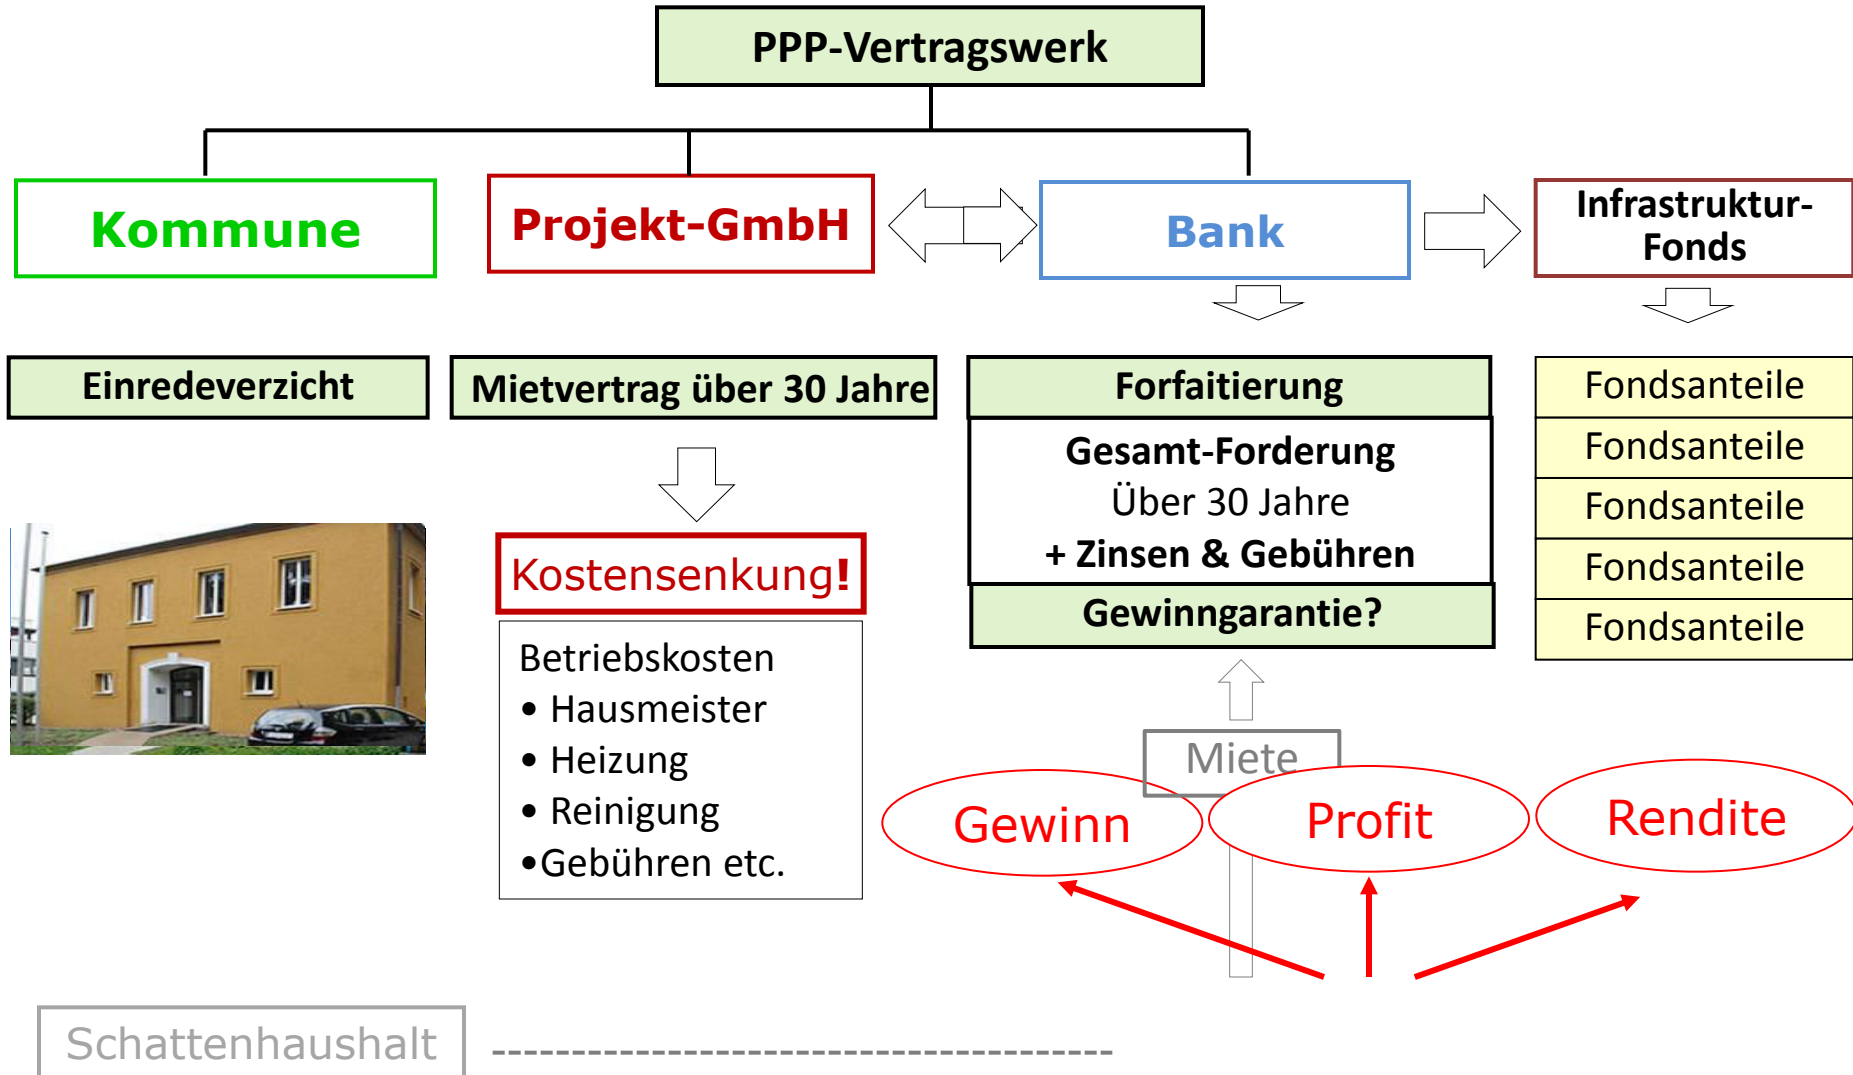 PPP-Vertragswerk
Kommune
Projekt-GmbH
Bank
Infrastruktur-
Fonds
Einredeverzicht
Mietvertrag über 30 Jahre
Forfaitierung
Gesamt-Forderung
Über 30 Jahre
+ Zinsen & Gebühren
Gewinngarantie?
Fondsanteile
Fondsanteile
Fondsanteile
Fondsanteile
Fondsanteile
Kostensenkung!
Betriebskosten
• Hausmeister
• Heizung
• Reinigung
•Gebühren etc.
Miete
Gewinn
Profit
Rendite
Schattenhaushalt